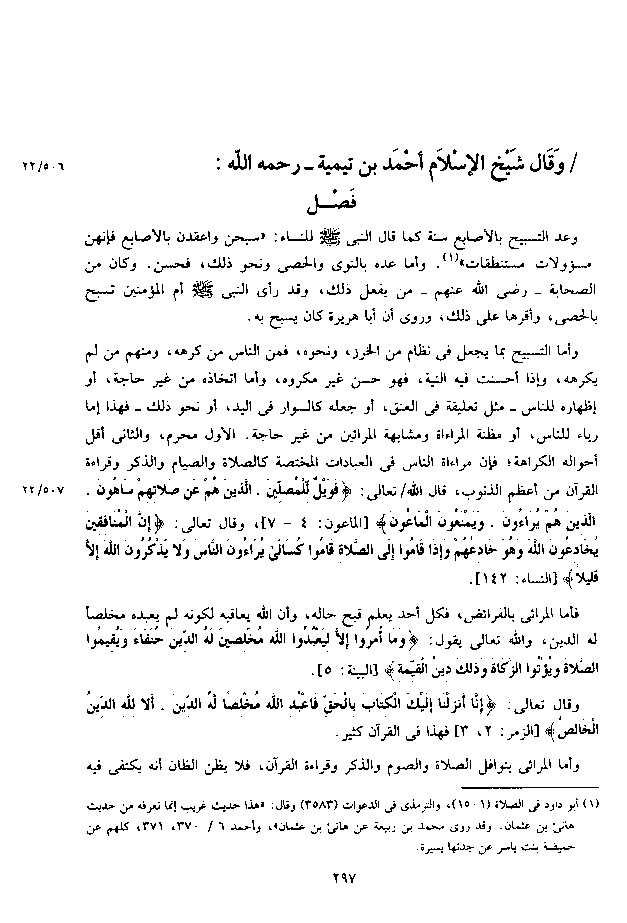 / وَقَال شَيْخ الإِسْلاَم أحْمَد بن تيمية ـ رحمه اللّه : ٢٢/٥٠٦
فَصْـــل
وعد التسبيح بالأصابع سنة كما قال النبى ﷺ للنساء: «سبحن واعقدن بالأصابع فإنهن
مسؤولات مستنطقات»(١). وأما عده بالنوى والحصى ونحو ذلك، فحسن. وكان من
الصحابة ـ رضى الله عنهم ـ من يفعل ذلك، وقد رأى النبى ﷺ أم المؤمنين تسبح
بالحصى، وأقرها على ذلك، وروى أن أبا هريرة كان يسبح به.
وأما التسبيح بما يجعل فى نظام من الخرز، ونحوه، فمن الناس من كرهه، ومنهم من لم
يكرهه، وإذا أحسنت فيه النية، فهو حسن غير مكروه، وأما اتخاذه من غير حاجة، أو
إظهاره للناس ـ مثل تعليقة فى العنق، أو جعله كالسوار فى اليد، أو نحو ذلك ـ فهذا إما
رياء للناس، أو مظنة المراءاة ومشابهة المرائين من غير حاجة. الأول محرم، والثانى أقل
أحواله الكراهة؛ فإن مراءاة الناس فى العبادات المختصة كالصلاة والصيام والذكر وقراءة
القرآن من أعظم الذنوب، قال الله/ تعالى: ﴿فَوَيْلٌ لِّلْمُصَلِّينَ . الَّذِينَ هُمْ عَن صَلاتِهِمْ سَاهُونَ . ٢٢/٥٠٧
الَّذِينَ هُمْ يُرَاءُونَ . وَيَمْنَعُونَ الْمَاعُونَ﴾ [الماعون: ٤ - ٧]، وقال تعالى: ﴿إِنَّ الْمُنَافِقِينَ
يُخَادِعُونَ اللَّهَ وَهُوَ خَادِعُهُمْ وَإِذَا قَامُوا إِلَى الصَّلاةِ قَامُوا كُسَالَىٰ يُرَاءُونَ النَّاسَ وَلا يَذْكُرُونَ اللَّهَ إِلاَّ
قَلِيلاً﴾ [النساء: ١٤٢].
فأما المرائى بالفرائض، فكل أحد يعلم قبح حاله، وأن الله يعاقبه لكونه لم يعبده مخلصاً
له الدين، والله تعالى يقول: ﴿وَمَا أُمِرُوا إِلاَّ لِيَعْبُدُوا اللَّهَ مُخْلِصِينَ لَهُ الدِّينَ حُنَفَاءَ وَيُقِيمُوا
الصَّلاةَ وَيُؤْتُوا الزَّكَاةَ وَذَلِكَ دِينُ الْقَيِّمَةِ﴾ [البينة: ٥].
وقال تعالى: ﴿إِنَّا أَنزَلْنَا إِلَيْكَ الْكِتَابَ بِالْحَقِّ فَاعْبُدِ اللَّهَ مُخْلِصًا لَّهُ الدِّينَ . أَلا لِلَّهِ الدِّينُ
الْخَالِصُ﴾ [الزمر: ٢، ٣] فهذا فى القرآن كثير.
وأما المرائى بنوافل الصلاة والصوم والذكر وقراءة القرآن، فلا يظن الظان أنه يكتفى فيه
(١) أبو داود فى الصلاة (١٥٠١)، والترمذى فى الدعوات (٣٥٨٣) وقال: «هذا حديث غريب إنما نعرفه من حديث
هانئ بن عثمان. وقد روى محمد بن ربيعة عن هانئ بن عثمان»، وأحمد ٦ / ٣٧٠، ٣٧١، كلهم عن
حميضة بنت ياسر عن جدتها يسيرة.
٢٩٧